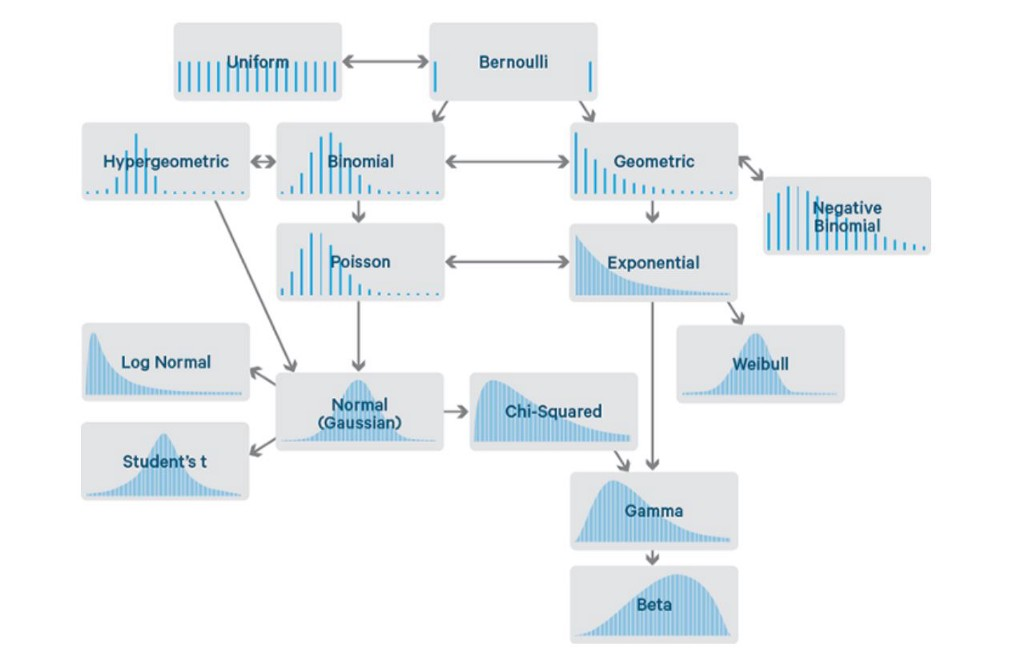 Uniform
Bernoulli
Hypergeometric
Binomial
Geometric
Negative
Binomial
Poisson
Exponential
Log Normal
Weibull
Normal
(Gaussian)
Chi-Squared
Student's t
Gamma
Beta